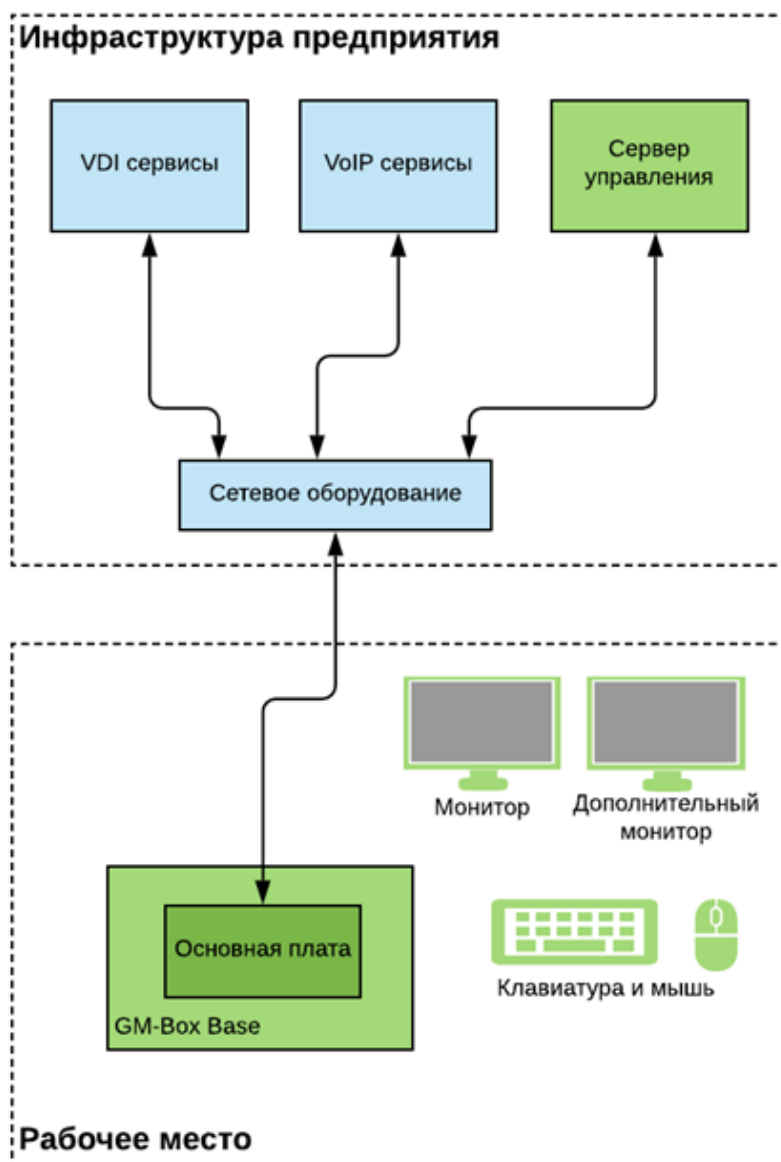 Инфраструктура предприятия
VDI сервисы
VoIP сервисы
Сервер
управления
Сетевое оборудование
Монитор
Дополнительный
монитор
Основная плата
GM-Box Base
Клавиатура и мышь
Рабочее место